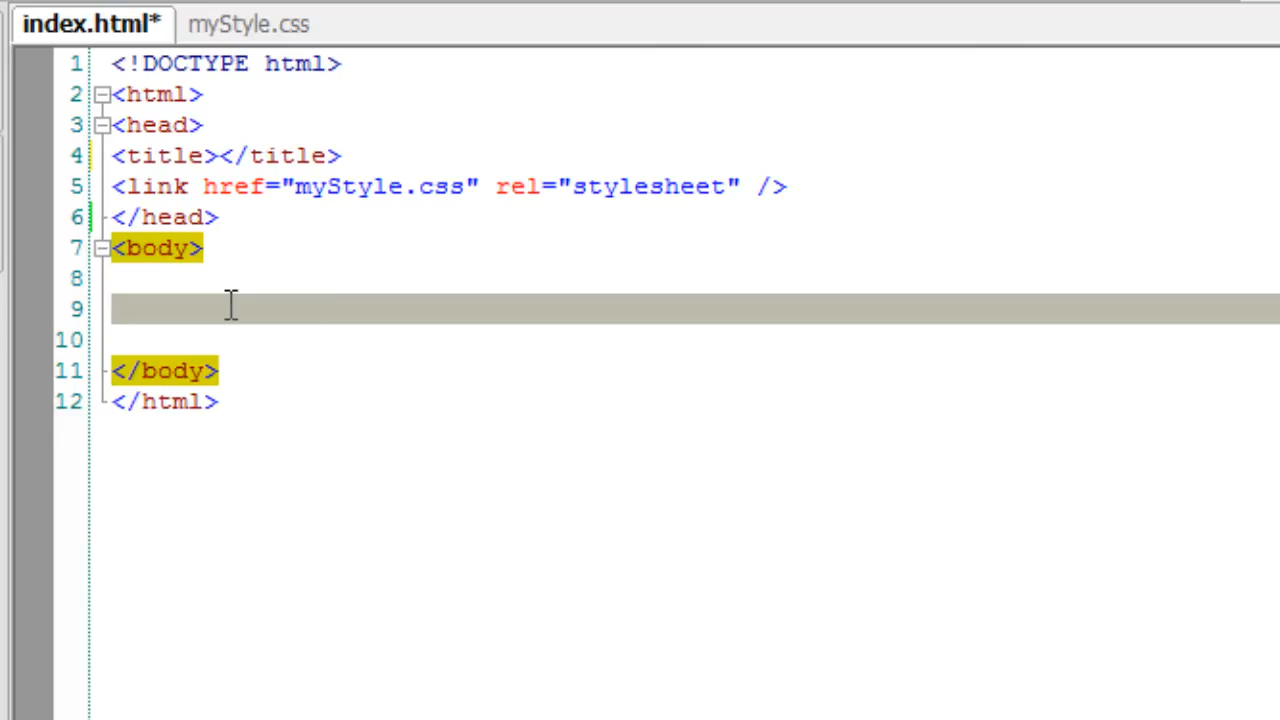 index.html* myStyle.css
1 <!DOCTYPE html>
2 <html>
3 <head>
4 <title></title>
5 <link href="myStyle.css" rel="stylesheet" />
6 </head>
7 <body>
8
9
10
11 </body>
12 </html>